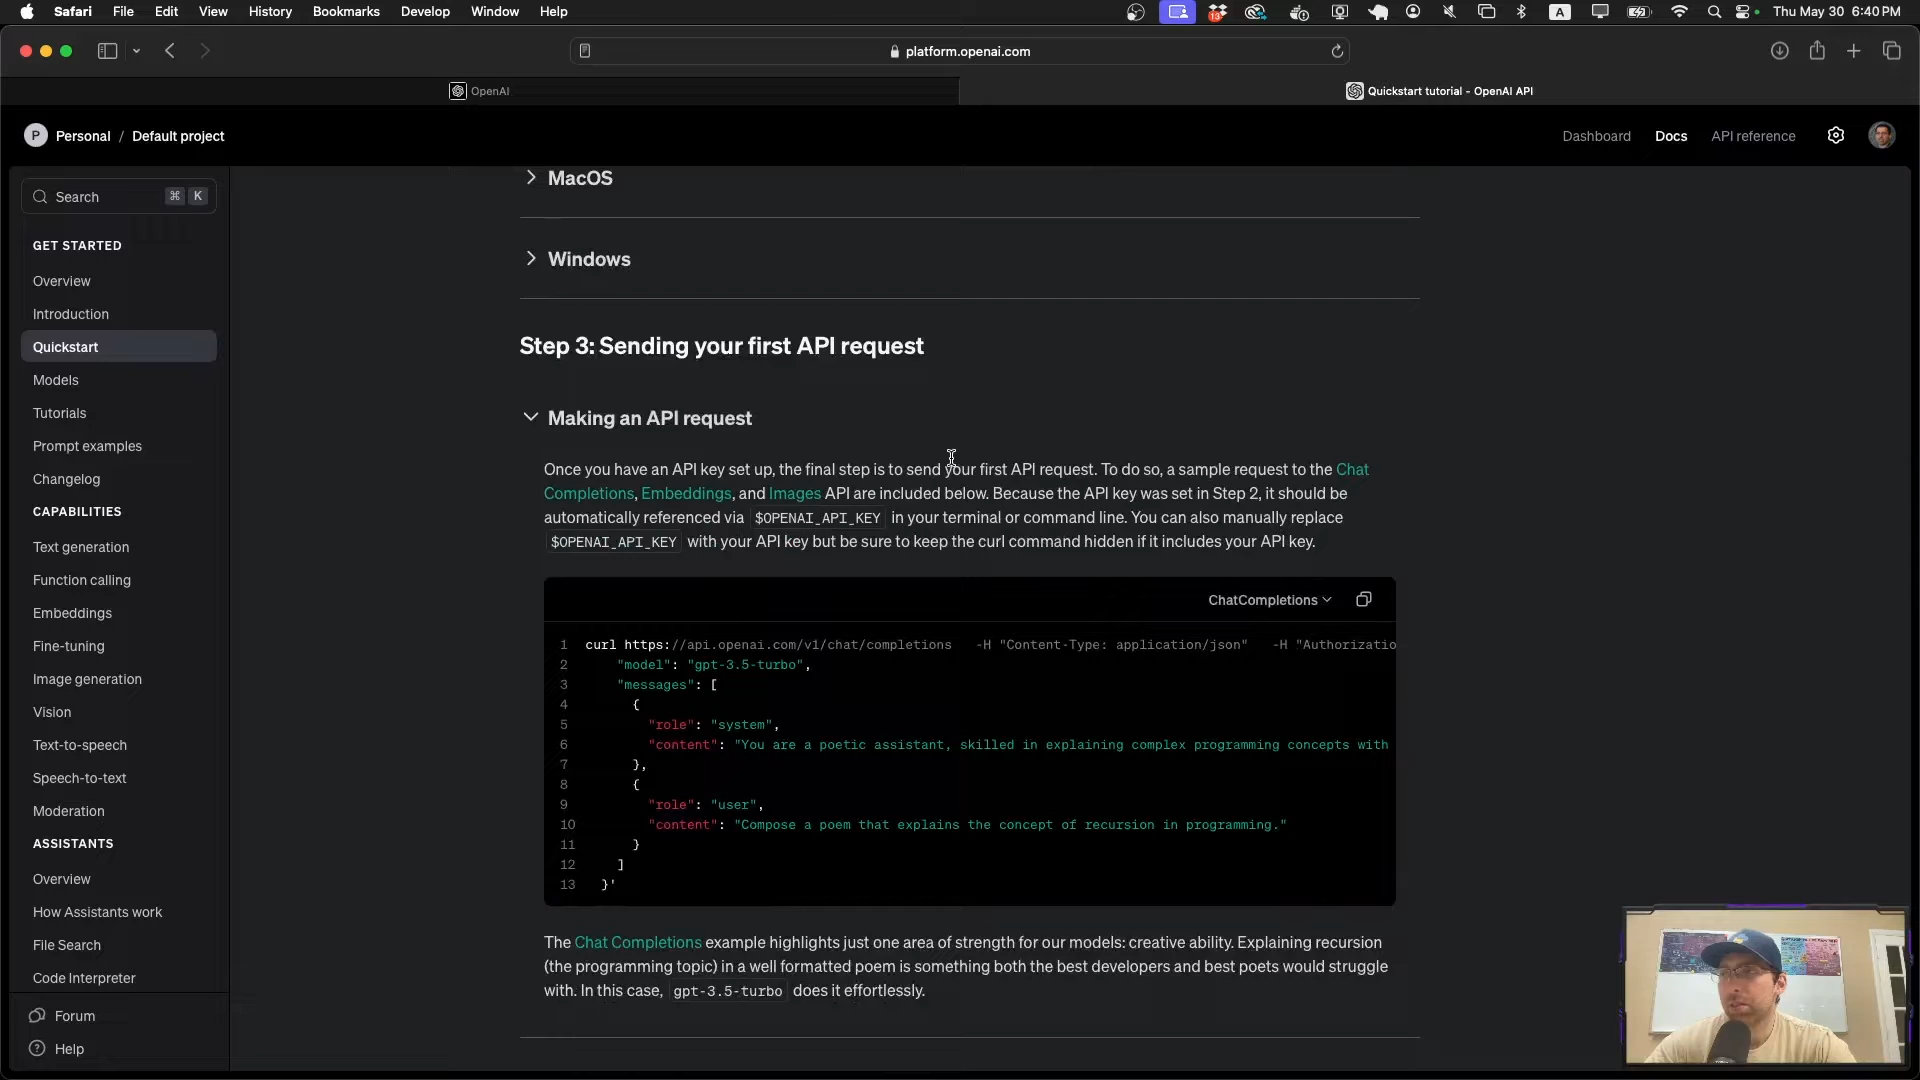 Safari File Edit View History Bookmarks Develop Window Help
13
A
Thu May 30 6:40 PM
platform.openai.com
OpenAI
Quickstart tutorial - OpenAI API
P Personal / Default project
Dashboard Docs API reference
Search ⌘ K
GET STARTED
Overview
Introduction
Quickstart
Models
Tutorials
Prompt examples
Changelog
CAPABILITIES
Text generation
Function calling
Embeddings
Fine-tuning
Image generation
Vision
Text-to-speech
Speech-to-text
Moderation
ASSISTANTS
Overview
How Assistants work
File Search
Code Interpreter
Forum
Help
MacOS
Windows
Step 3: Sending your first API request
Making an API request
Once you have an API key set up, the final step is to send your first API request. To do so, a sample request to the Chat
Completions, Embeddings, and Images API are included below. Because the API key was set in Step 2, it should be
automatically referenced via $OPENAI_API_KEY in your terminal or command line. You can also manually replace
$OPENAI_API_KEY with your API key but be sure to keep the curl command hidden if it includes your API key.
ChatCompletions
1 curl https://api.openai.com/v1/chat/completions -H "Content-Type: application/json" -H "Authorizatio
2 "model": "gpt-3.5-turbo",
3 "messages": [
4 {
5 "role": "system",
6 "content": "You are a poetic assistant, skilled in explaining complex programming concepts with
7 },
8 {
9 "role": "user",
10 "content": "Compose a poem that explains the concept of recursion in programming."
11 }
12 ]
13 }'
The Chat Completions example highlights just one area of strength for our models: creative ability. Explaining recursion
(the programming topic) in a well formatted poem is something both the best developers and best poets would struggle
with. In this case, gpt-3.5-turbo does it effortlessly.